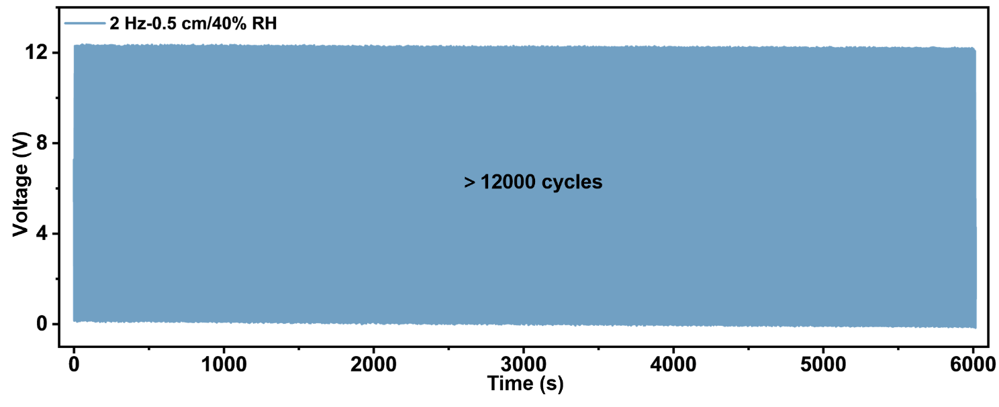 2 Hz-0.5 cm/40% RH
12
8
4
0
Voltage (V)
> 12000 cycles
0 1000 2000 3000 4000 5000 6000
Time (s)